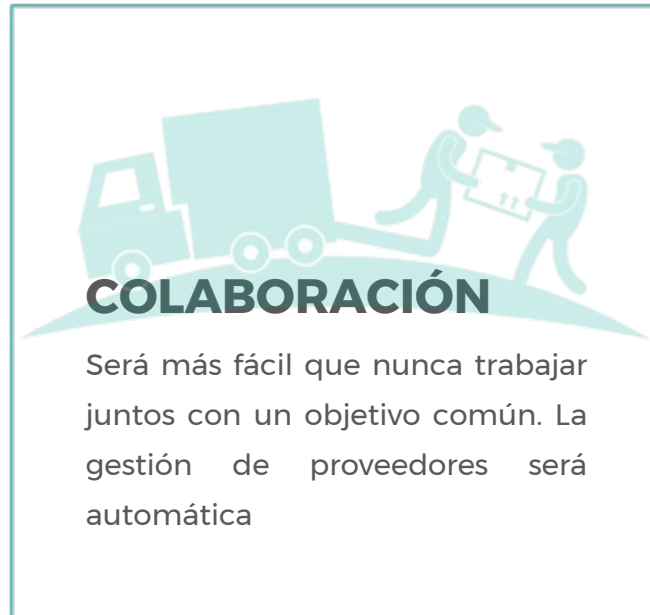 COLABORACIÓN
Será más fácil que nunca trabajar
juntos con un objetivo común. La
gestión de proveedores será
automática